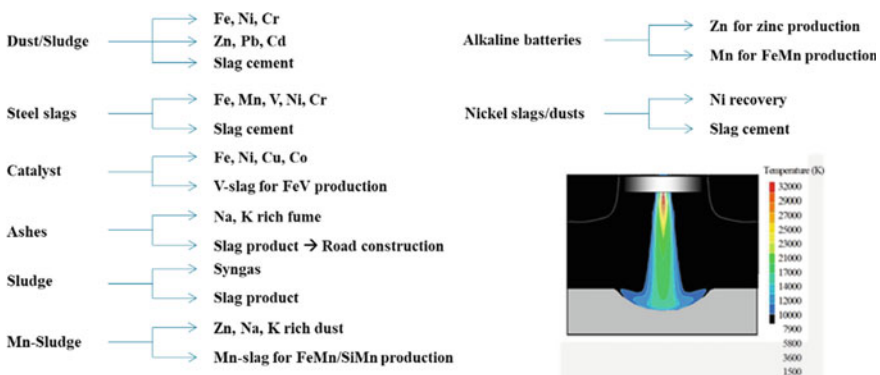 Dust/Sludge
Fe, Ni, Cr
Zn, Pb, Cd
Slag cement
Steel slags
Fe, Mn, V, Ni, Cr
Slag cement
Catalyst
Fe, Ni, Cu, Co
V-slag for FeV production
Ashes
Na, K rich fume
Slag product → Road construction
Sludge
Syngas
Slag product
Mn-Sludge
Zn, Na, K rich dust
Mn-slag for FeMn/SiMn production
Alkaline batteries
Zn for zinc production
Mn for FeMn production
Nickel slags/dusts
Ni recovery
Slag cement
Temperature (K)
32000
29000
27000
24000
21000
19000
17000
14000
12000
10000
7900
5800
3600
1500